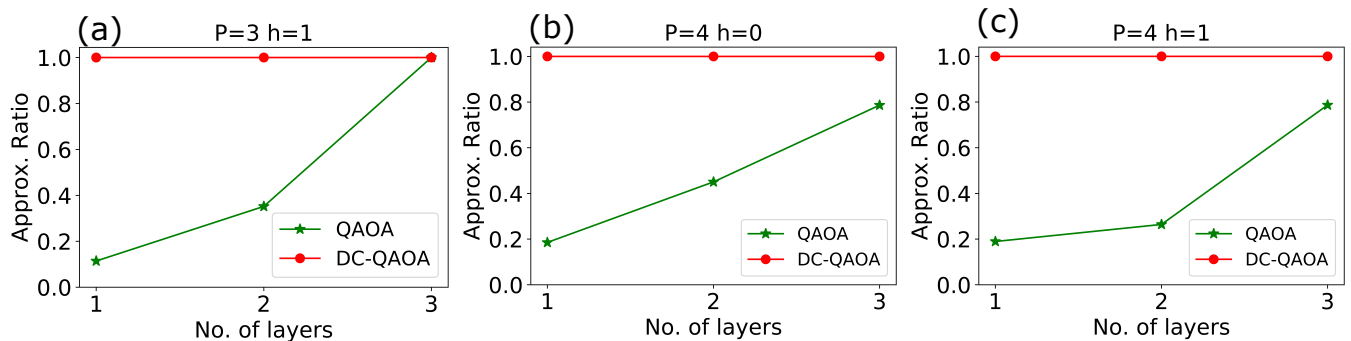 (a)
P=3 h=1
Approx. Ratio
1.0
0.8
0.6
0.4
0.2
0.0
QAOA
DC-QAOA
1
2
3
No. of layers
(b)
P=4 h=0
Approx. Ratio
1.0
0.8
0.6
0.4
0.2
0.0
QAOA
DC-QAOA
1
2
3
No. of layers
(c)
P=4 h=1
Approx. Ratio
1.0
0.8
0.6
0.4
0.2
0.0
QAOA
DC-QAOA
1
2
3
No. of layers